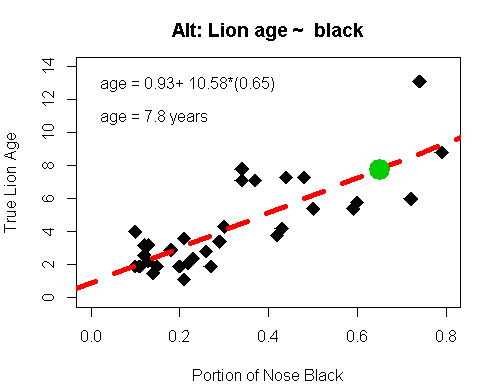 Alt: Lion age ~ black
age = 0.93+ 10.58*(0.65)
age = 7.8 years
True Lion Age
14
12
10
8
6
4
2
0
0.0 0.2 0.4 0.6 0.8
Portion of Nose Black